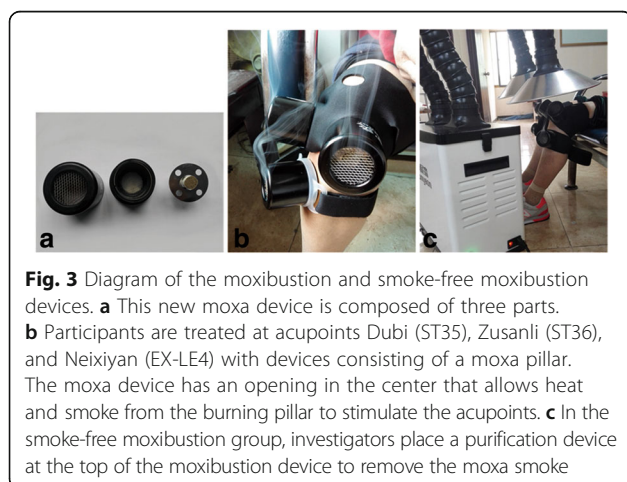 a
b
c
Fig. 3 Diagram of the moxibustion and smoke-free moxibustion
devices. a This new moxa device is composed of three parts.
b Participants are treated at acupoints Dubi (ST35), Zusanli (ST36),
and Neixiyan (EX-LE4) with devices consisting of a moxa pillar.
The moxa device has an opening in the center that allows heat
and smoke from the burning pillar to stimulate the acupoints. c In the
smoke-free moxibustion group, investigators place a purification device
at the top of the moxibustion device to remove the moxa smoke